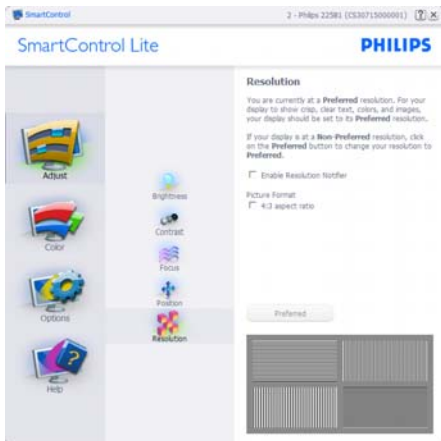 SmartControl
2 - Philips 225B1 (CS30715000001)
SmartControl Lite
PHILIPS
Adjust
Color
Options
Help
Brightness
Contrast
Focus
Position
Resolution
Resolution
You are currently at a Preferred resolution. For your
display to show crisp, clear text, colors, and images,
your display should be set to its Preferred resolution.
If your display is at a Non-Preferred resolution, click
on the Preferred button to change your resolution to
Preferred.
Enable Resolution Notifier
Picture Format
4:3 aspect ratio
Preferred